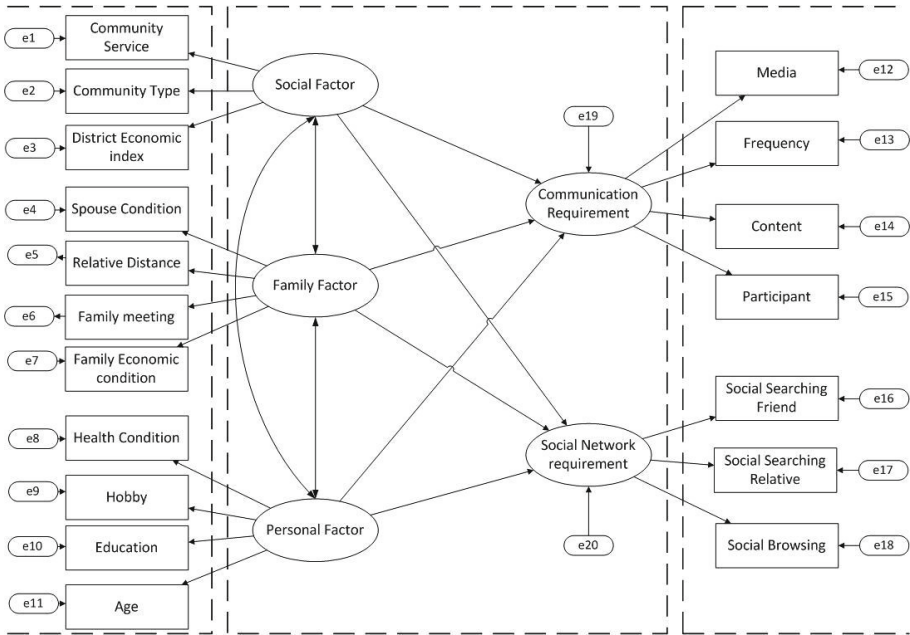 e1
Community
Service
e2
Community Type
e3
District Economic
index
e4
Spouse Condition
e5
Relative Distance
e6
Family meeting
e7
Family Economic
condition
e8
Health Condition
e9
Hobby
e10
Education
e11
Age
Social Factor
Family Factor
Personal Factor
e19
Communication
Requirement
Social Network
requirement
e20
Media
e12
Frequency
e13
Content
e14
Participant
e15
Social Searching
Friend
e16
Social Searching
Relative
e17
Social Browsing
e18